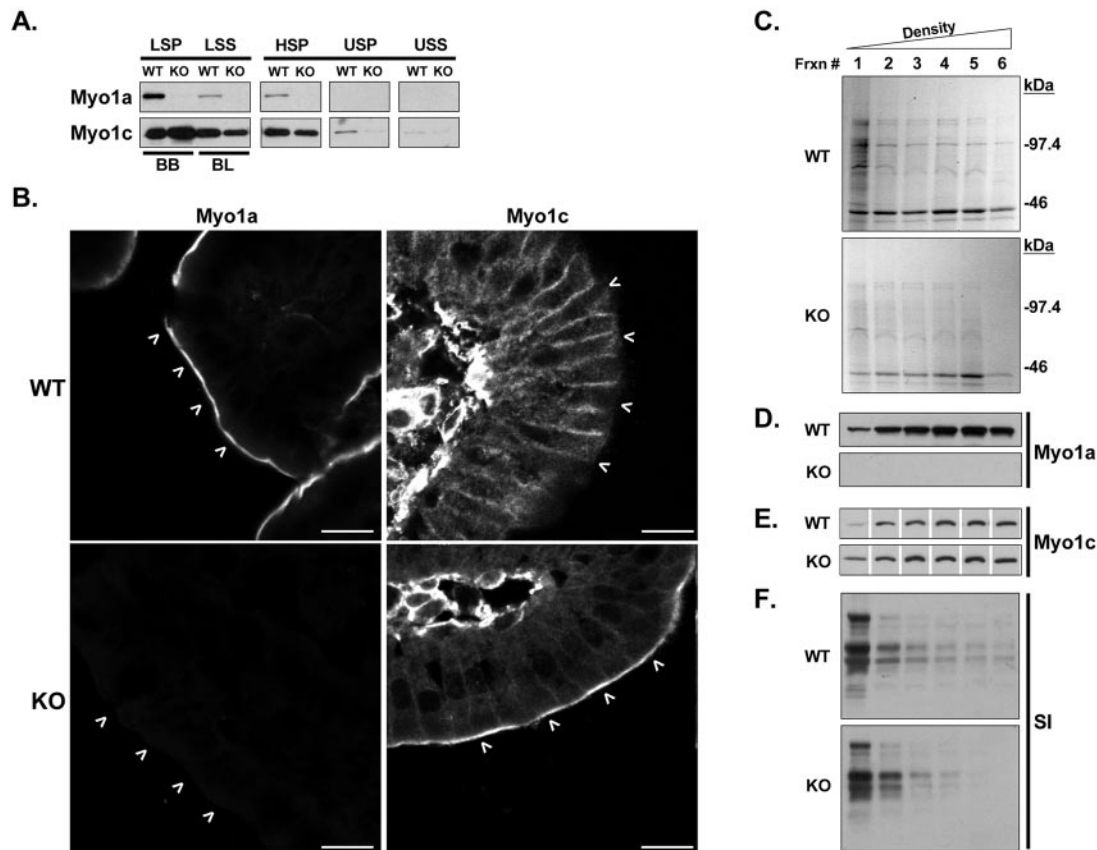 A.
LSP LSS HSP USP USS
WT KO WT KO WT KO WT KO WT KO
Myo1a
Myo1c
BB BL
B.
Myo1a Myo1c
WT
KO
C.
Density
Frxn # 1 2 3 4 5 6
kDa
WT
-97.4
-46
kDa
KO
-97.4
-46
D.
WT
KO
Myo1a
E.
WT
KO
Myo1c
F.
WT
KO
SI